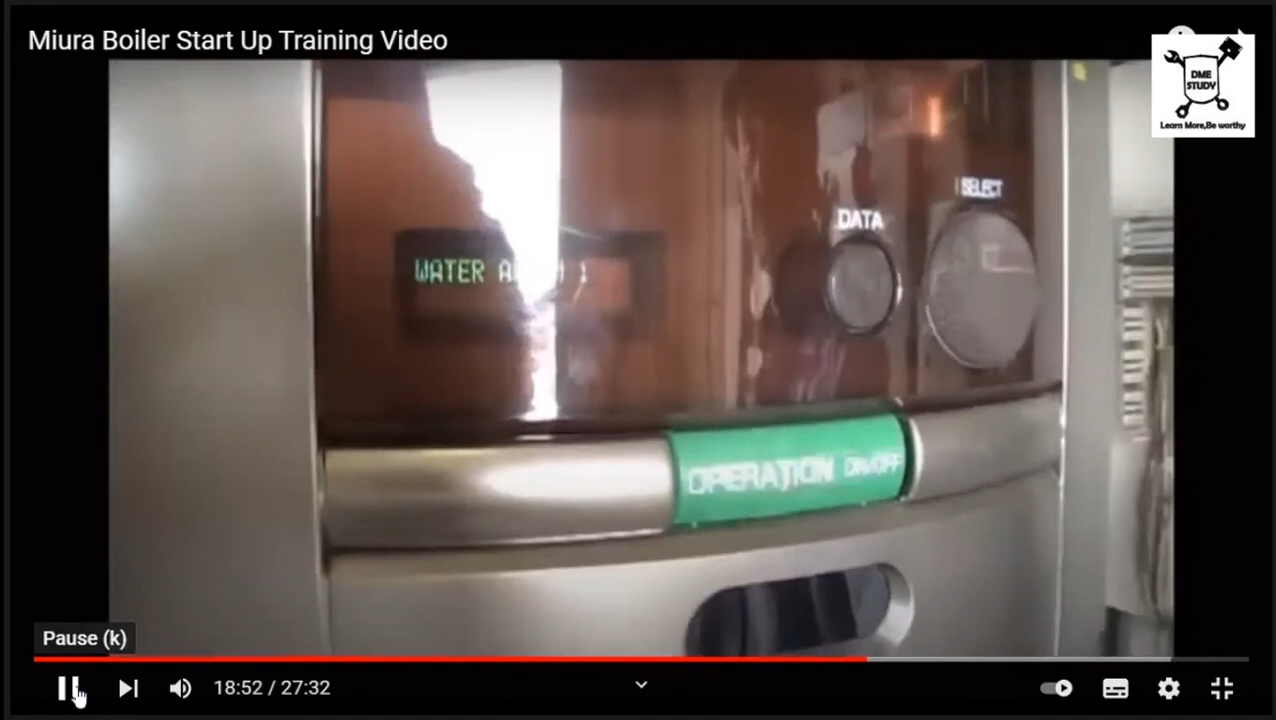 Miura Boiler Start Up Training Video
DME
STUDY
Learn More,Be worthy
SELECT
DATA
WATER
OPERATION ON/OFF
Pause (k)
18:52 / 27:32